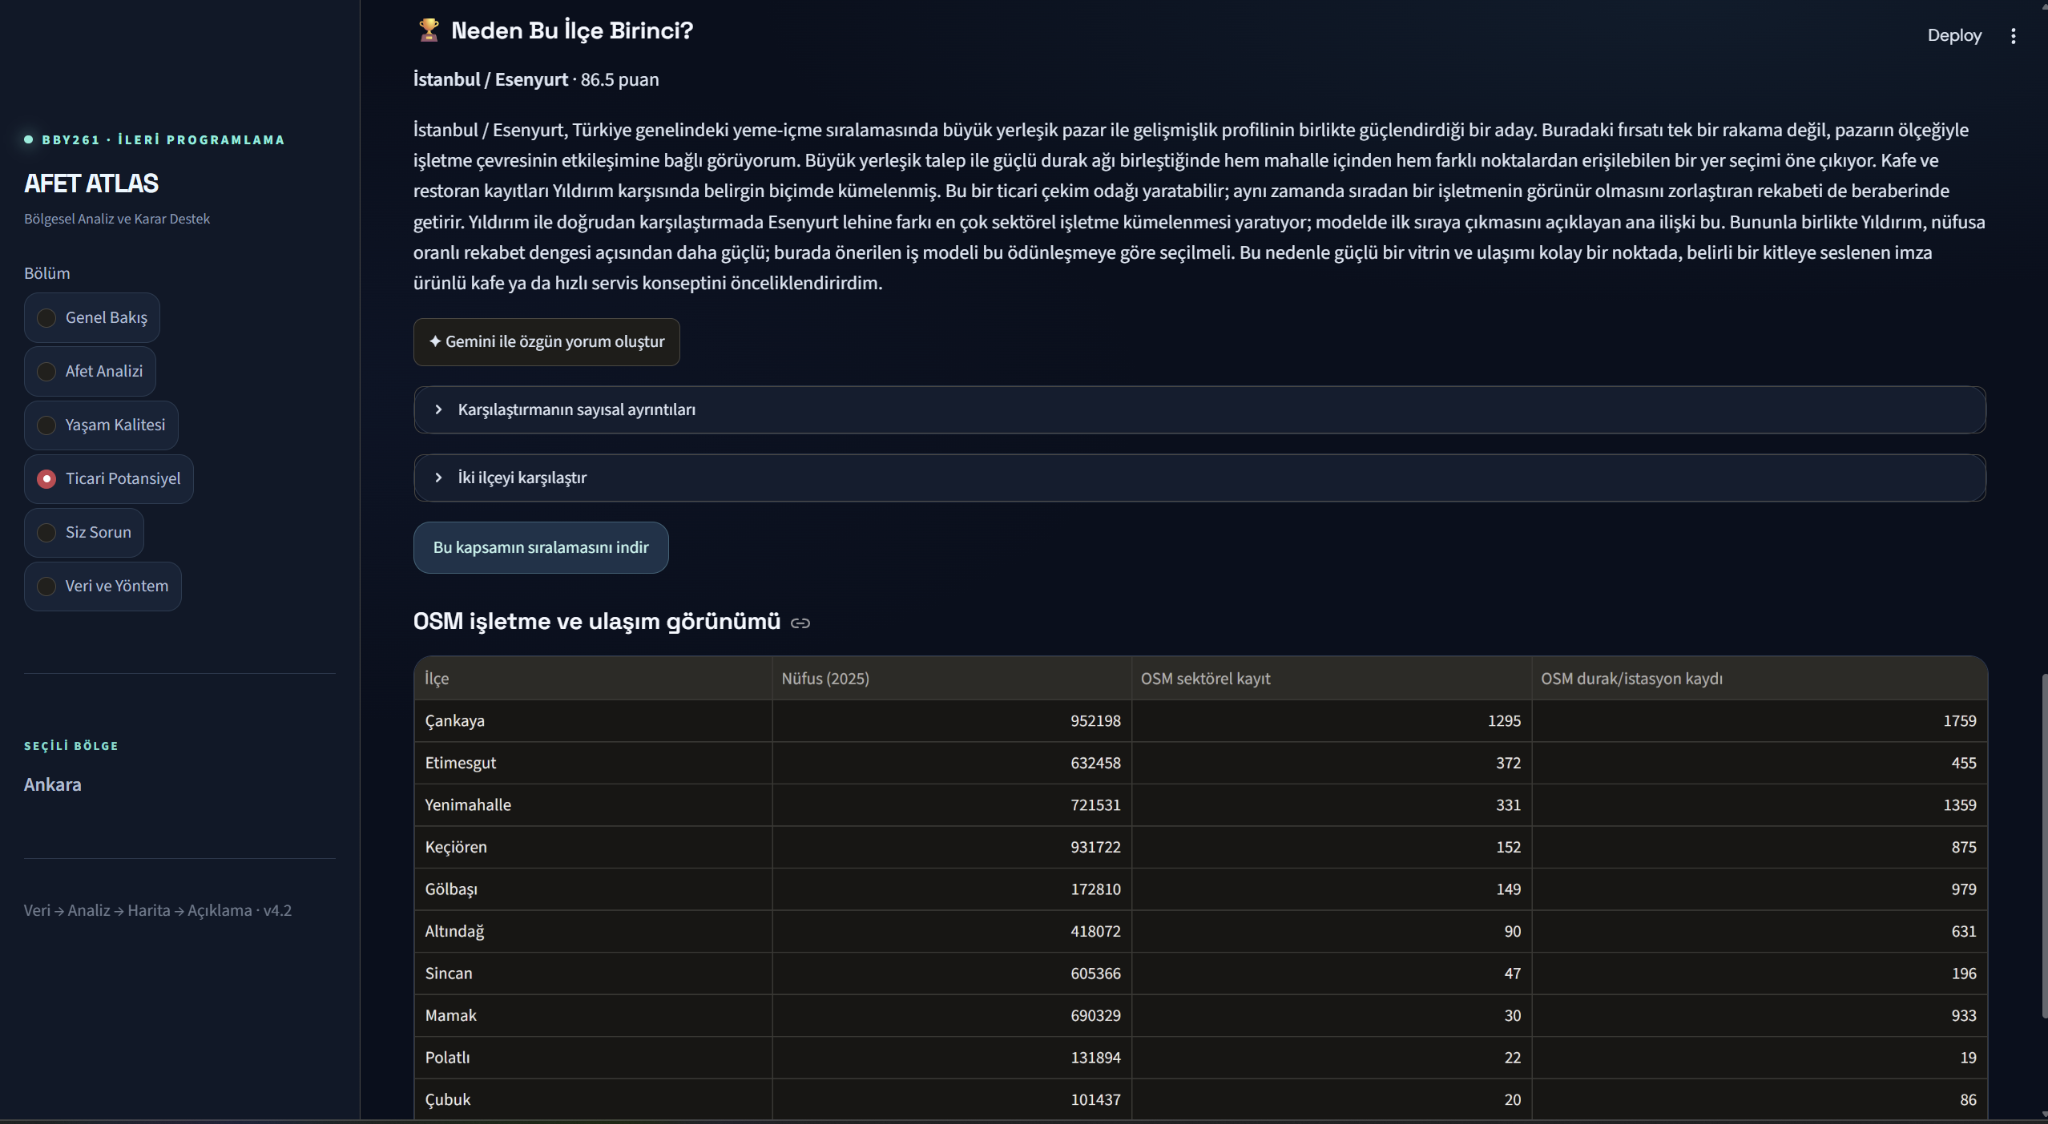 BBY261 · İLERİ PROGRAMLAMA
AFET ATLAS
Bölgesel Analiz ve Karar Destek
Bölüm
Genel Bakış
Afet Analizi
Yaşam Kalitesi
Ticari Potansiyel
Siz Sorun
Veri ve Yöntem
SEÇİLİ BÖLGE
Ankara
Veri → Analiz → Harita → Açıklama · v4.2
Deploy
🏆 Neden Bu İlçe Birinci?
İstanbul / Esenyurt · 86.5 puan
İstanbul / Esenyurt, Türkiye genelindeki yeme-içme sıralamasında büyük yerleşik pazar ile gelişmişlik profilinin birlikte güçlendirdiği bir aday. Buradaki fırsatı tek bir rakama değil, pazarın ölçeğiyle
işletme çevresinin etkileşimine bağlı görüyorum. Büyük yerleşik talep ile güçlü durak ağı birleştiğinde hem mahalle içinden hem farklı noktalardan erişilebilen bir yer seçimi öne çıkıyor. Kafe ve
restoran kayıtları Yıldırım karşısında belirgin biçimde kümelenmiş. Bu bir ticari çekim odağı yaratabilir; aynı zamanda sıradan bir işletmenin görünür olmasını zorlaştıran rekabeti de beraberinde
getirir. Yıldırım ile doğrudan karşılaştırmada Esenyurt lehine farkı en çok sektörel işletme kümelenmesi yaratıyor; modelde ilk sıraya çıkmasını açıklayan ana ilişki bu. Bununla birlikte Yıldırım, nüfusa
oranlı rekabet dengesi açısından daha güçlü; burada önerilen iş modeli bu ödünleşmeye göre seçilmeli. Bu nedenle güçlü bir vitrin ve ulaşımı kolay bir noktada, belirli bir kitleye seslenen imza
ürünlü kafe ya da hızlı servis konseptini önceliklendirirdim.
✦ Gemini ile özgün yorum oluştur
Karşılaştırmanın sayısal ayrıntıları
İki ilçeyi karşılaştır
Bu kapsamın sıralamasını indir
OSM işletme ve ulaşım görünümü
İlçe Nüfus (2025) OSM sektörel kayıt OSM durak/istasyon kaydı
Çankaya 952198 1295 1759
Etimesgut 632458 372 455
Yenimahalle 721531 331 1359
Keçiören 931722 152 875
Gölbaşı 172810 149 979
Altındağ 418072 90 631
Sincan 605366 47 196
Mamak 690329 30 933
Polatlı 131894 22 19
Çubuk 101437 20 86